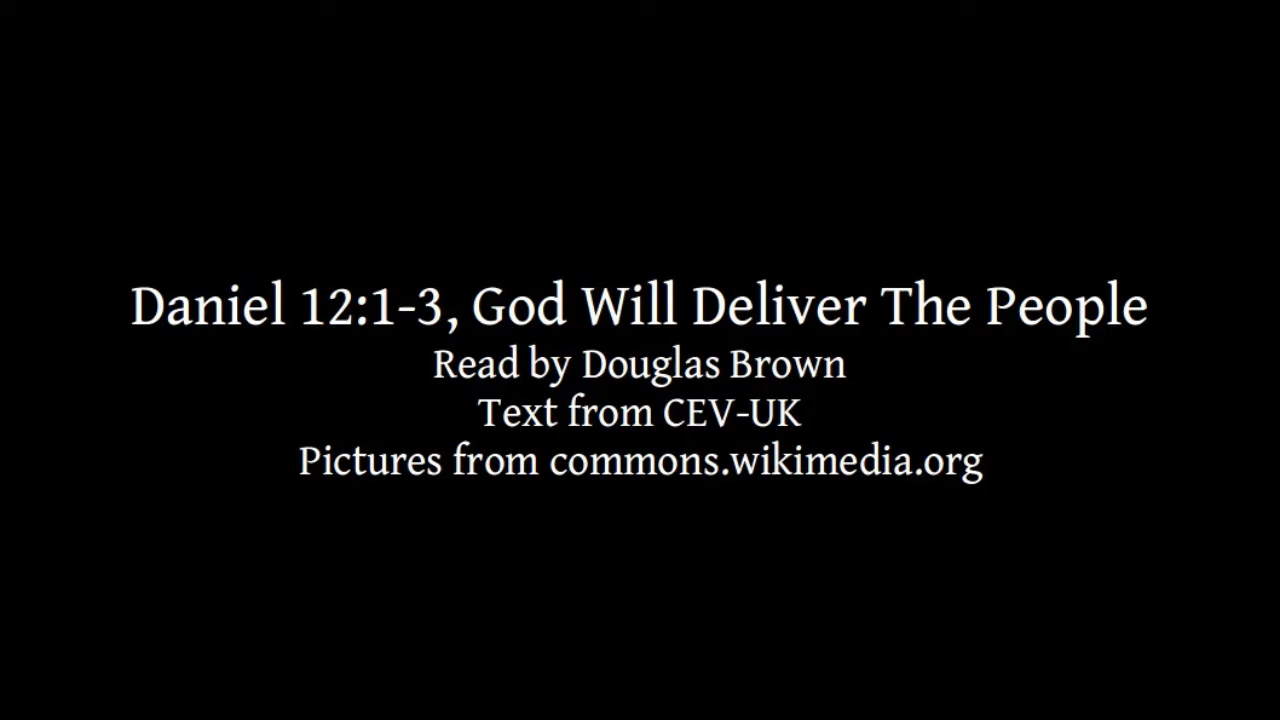 Daniel 12:1-3, God Will Deliver The People
Read by Douglas Brown
Text from CEV-UK
Pictures from commons.wikimedia.org